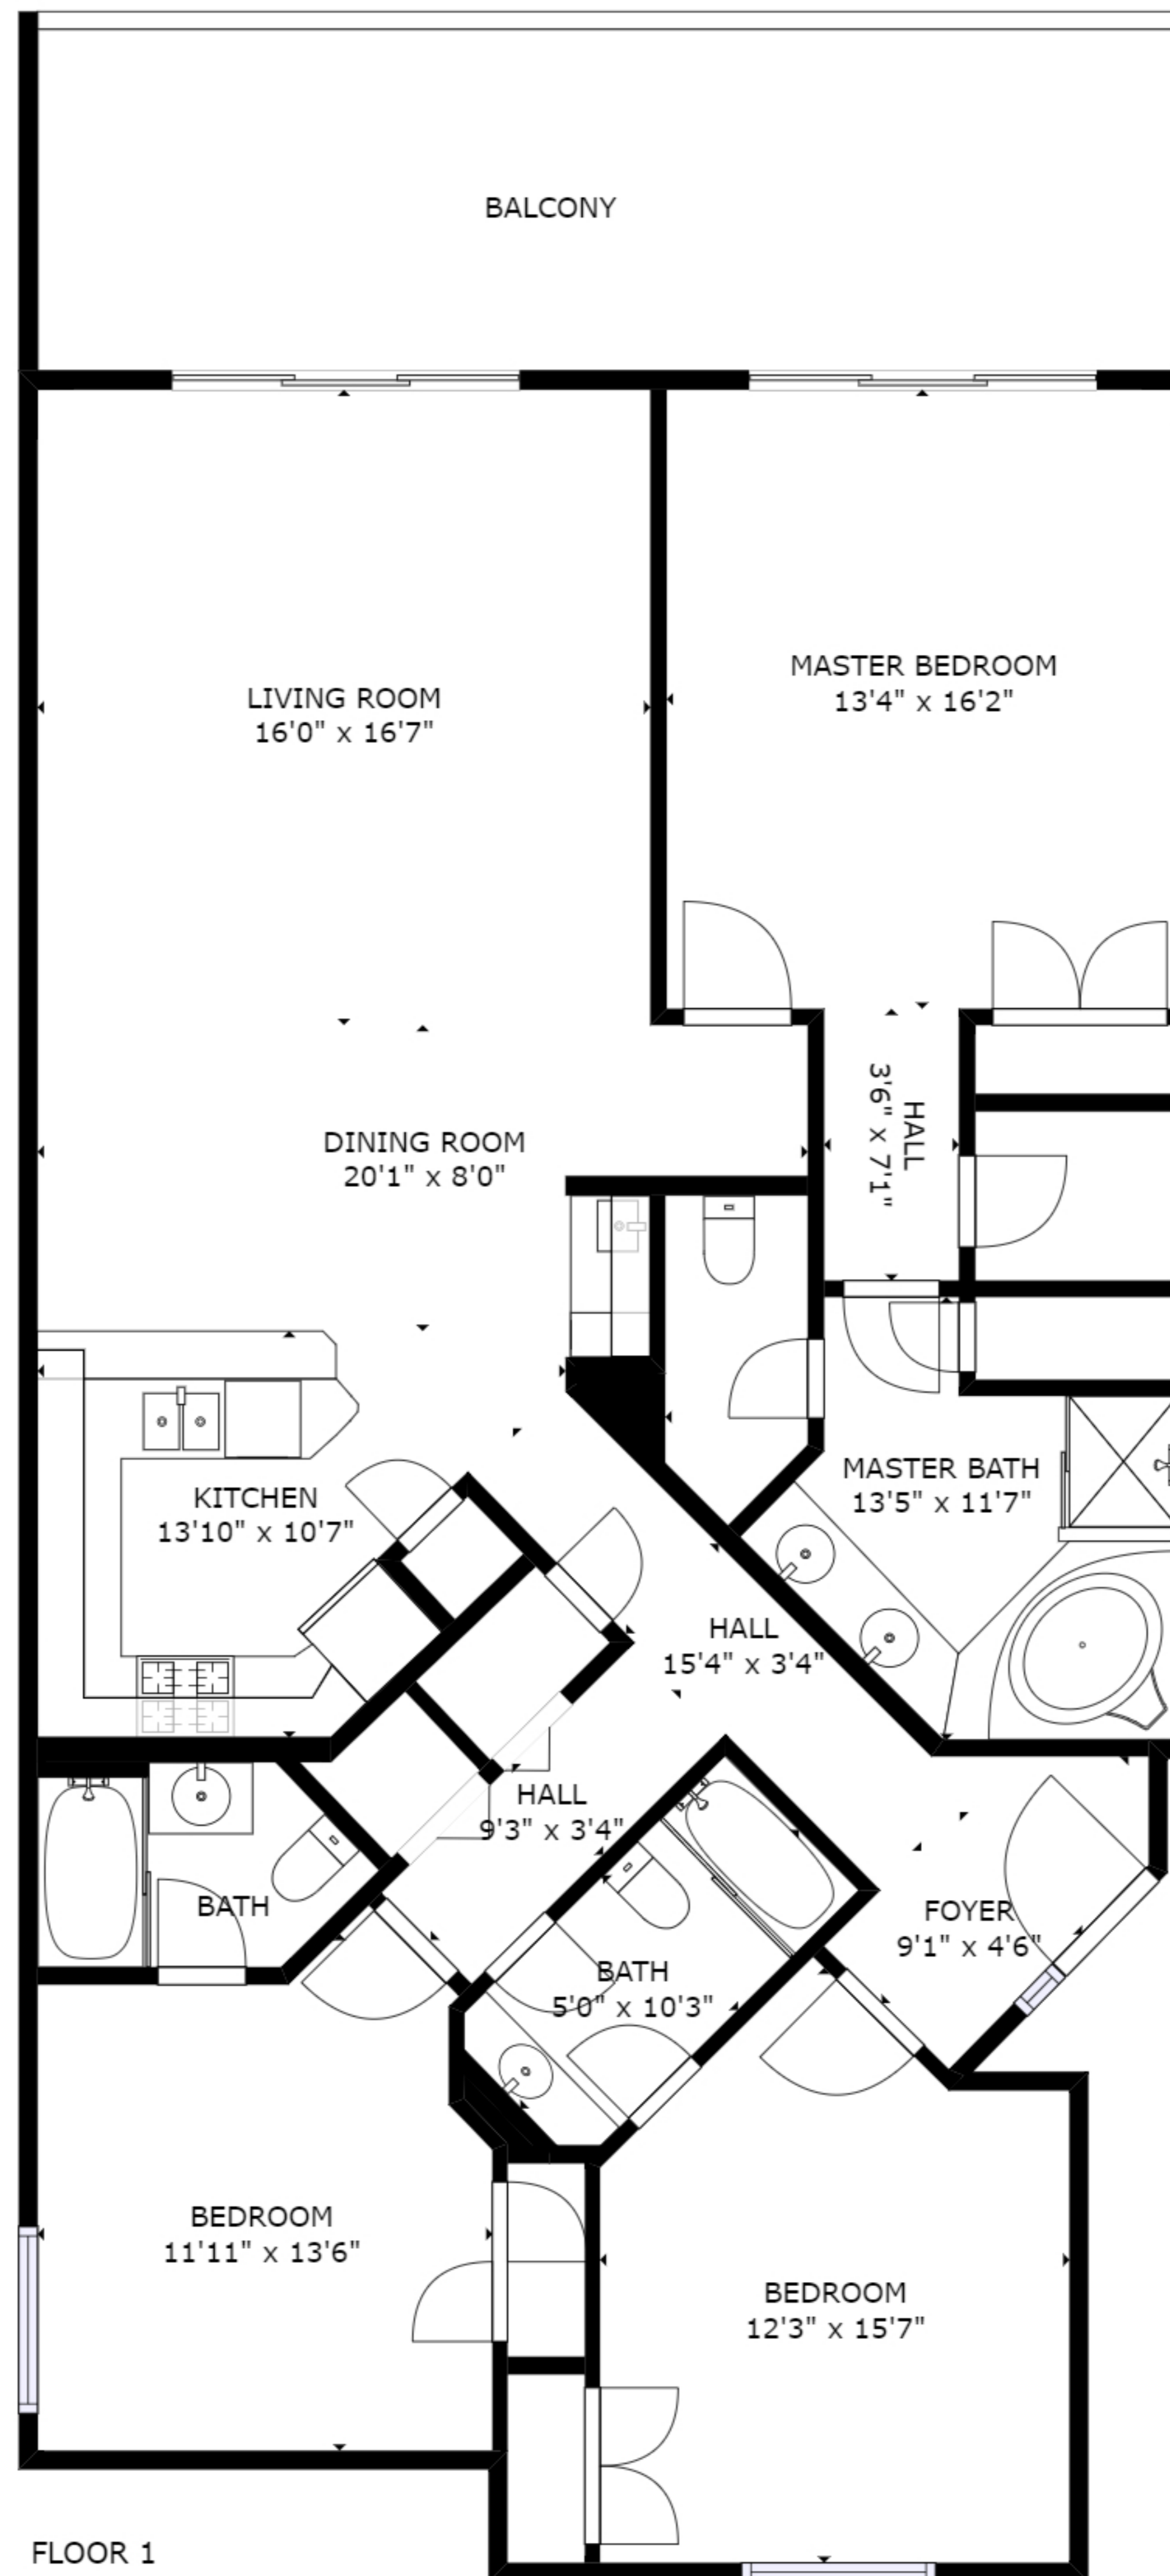 BALCONY
LIVING ROOM
16'0" x 16'7"
MASTER BEDROOM
13'4" x 16'2"
HALL
3'6" x 7'1"
DINING ROOM
20'1" x 8'0"
KITCHEN
13'10" x 10'7"
MASTER BATH
13'5" x 11'7"
HALL
15'4" x 3'4"
HALL
9'3" x 3'4"
BATH
FOYER
9'1" x 4'6"
BATH
5'0" x 10'3"
BEDROOM
11'11" x 13'6"
BEDROOM
12'3" x 15'7"
FLOOR 1